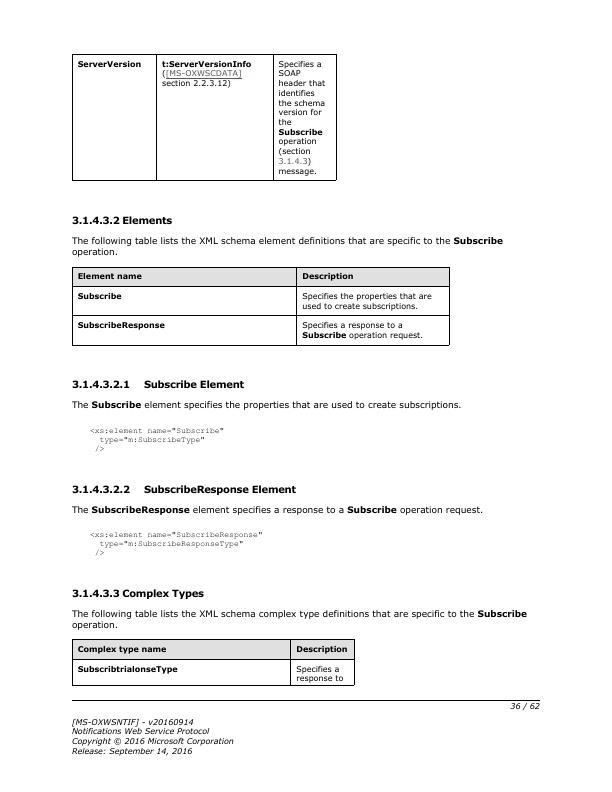 ServerVersion
t:ServerVersionInfo
([MS-OXWSCDATA]
section 2.2.3.12)
Specifies a
SOAP
header that
identifies
the schema
version for
the
Subscribe
operation
(section
3.1.4.3)
message.
3.1.4.3.2 Elements
The following table lists the XML schema element definitions that are specific to the Subscribe
operation.
Element name Description
Subscribe
Specifies the properties that are
used to create subscriptions.
SubscribeResponse
Specifies a response to a
Subscribe operation request.
3.1.4.3.2.1 Subscribe Element
The Subscribe element specifies the properties that are used to create subscriptions.
<xs:element name="Subscribe"
type="m:SubscribeType"
/>
3.1.4.3.2.2 SubscribeResponse Element
The SubscribeResponse element specifies a response to a Subscribe operation request.
<xs:element name="SubscribeResponse"
type="m:SubscribeResponseType"
/>
3.1.4.3.3 Complex Types
The following table lists the XML schema complex type definitions that are specific to the Subscribe
operation.
Complex type name Description
SubscribtrialonseType
Specifies a
response to
36 / 62
[MS-OXWSNTIF] - v20160914
Notifications Web Service Protocol
Copyright © 2016 Microsoft Corporation
Release: September 14, 2016